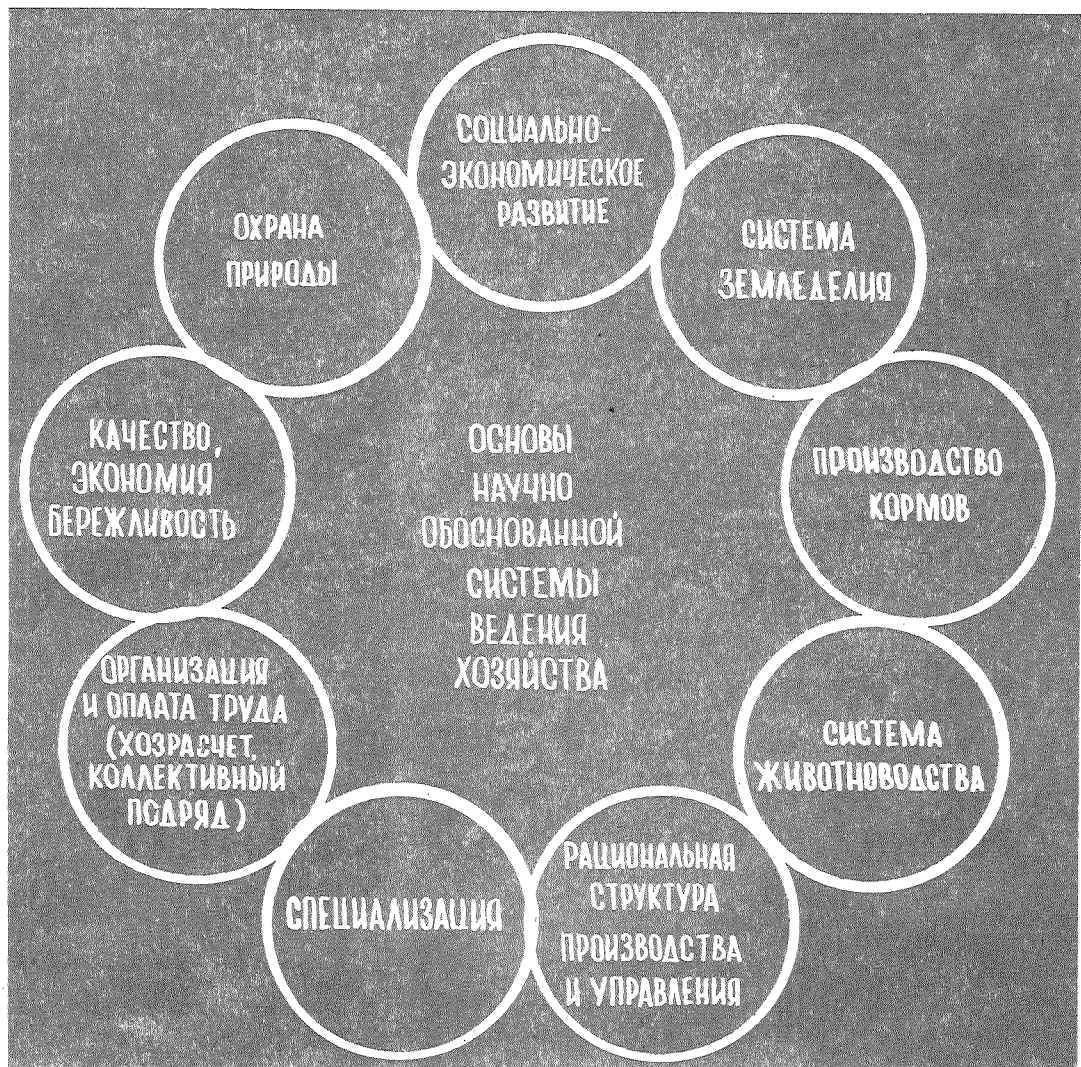 СОЦИАЛЬНО-
ЭКОНОМИЧЕСКОЕ
РАЗВИТИЕ
СИСТЕМА
ЗЕМЛЕДЕЛИЯ
ПРОИЗВОДСТВО
КОРМОВ
СИСТЕМА
ЖИВОТНОВОДСТВА
РАЦИОНАЛЬНАЯ
СТРУКТУРА
ПРОИЗВОДСТВА
И УПРАВЛЕНИЯ
СПЕЦИАЛИЗАЦИЯ
ОРГАНИЗАЦИЯ
И ОПЛАТА ТРУДА
(ХОЗРАСЧЕТ,
КОЛЛЕКТИВНЫЙ
ПОДРЯД)
КАЧЕСТВО,
ЭКОНОМИЯ
БЕРЕЖЛИВОСТЬ
ОХРАНА
ПРИРОДЫ
ОСНОВЫ
НАУЧНО
ОБОСНОВАННОЙ
СИСТЕМЫ
ВЕДЕНИЯ
ХОЗЯЙСТВА